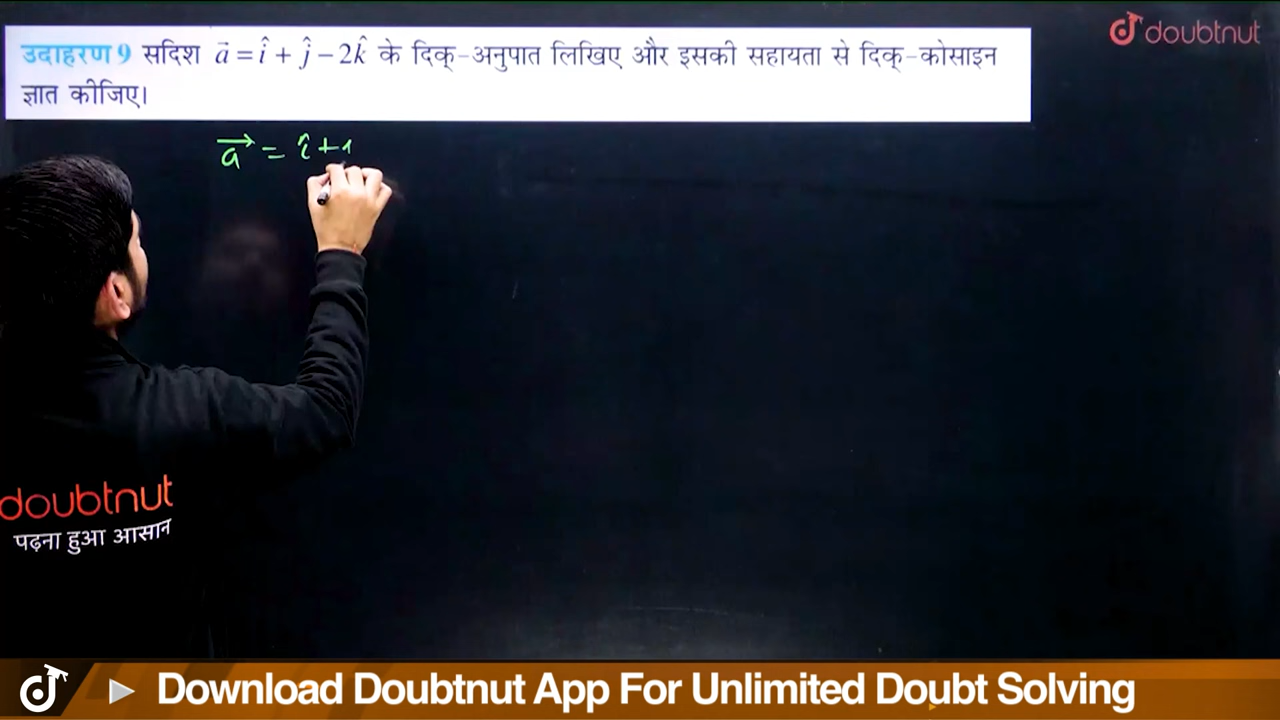 doubtnut
उदाहरण 9 सदिश a⃗ = î + ĵ – 2k̂ के दिक्-अनुपात लिखिए और इसकी सहायता से दिक्-कोसाइन
ज्ञात कीजिए।
a⃗ = î +
doubtnut
पढ़ना हुआ आसान
Download Doubtnut App For Unlimited Doubt Solving